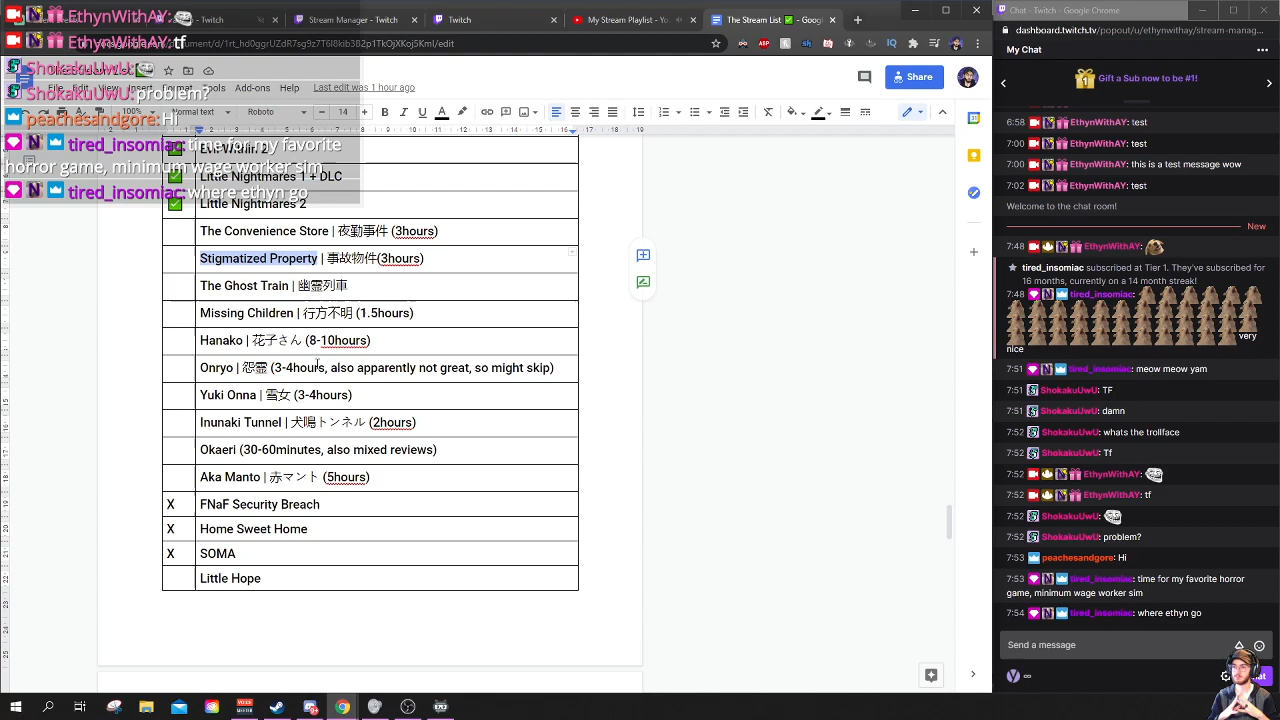 EthynWithAY:
EthynWithAY: tf
ShokakuUwU:
ShokakuUwU: problem?
peachesandgore: Hi
tired_insomiac: time for my favorite
horror game, minimum wage worker sim
tired_insomiac: where ethyn go
Twitch
Stream Manager - Twitch
Twitch
My Stream Playlist - You
The Stream List ✅ - Goog
/edit
Tools
Add-ons
Help
Last edit was 1 hour ago
Share
14
Little Nightmares 1 + DLC
Little Nightmares 2
The Convenience Store | 夜勤事件 (3hours)
Stigmatized Property | 事故物件(3hours)
The Ghost Train | 幽霊列車
Missing Children | 行方不明 (1.5hours)
Hanako | 花子さん (8-10hours)
Onryo | 怨霊 (3-4hours, also apparently not great, so might skip)
Yuki Onna | 雪女 (3-4hours)
Inunaki Tunnel | 犬鳴トンネル (2hours)
Okaeri (30-60minutes, also mixed reviews)
Aka Manto | 赤マント (5hours)
X FNaF Security Breach
X Home Sweet Home
X SOMA
Little Hope
Chat - Twitch - Google Chrome
dashboard.twitch.tv/popout/u/ethynwithay/stream-manag...
My Chat
Gift a Sub now to be #1!
6:58 EthynWithAY: test
7:00 EthynWithAY: test
7:00 EthynWithAY: this is a test message wow
7:02 EthynWithAY: test
Welcome to the chat room!
New
7:48 EthynWithAY:
tired_insomiac subscribed at Tier 1. They've subscribed for
16 months, currently on a 14 month streak!
7:48 tired_insomiac:
very
nice
7:51 tired_insomiac: meow meow yam
7:51 ShokakuUwU: TF
7:51 ShokakuUwU: damn
7:52 ShokakuUwU: whats the trollface
7:52 ShokakuUwU: Tf
7:52 EthynWithAY:
7:52 EthynWithAY: tf
7:52 ShokakuUwU:
7:52 ShokakuUwU: problem?
7:53 peachesandgore: Hi
7:53 tired_insomiac: time for my favorite horror
game, minimum wage worker sim
7:54 tired_insomiac: where ethyn go
Send a message